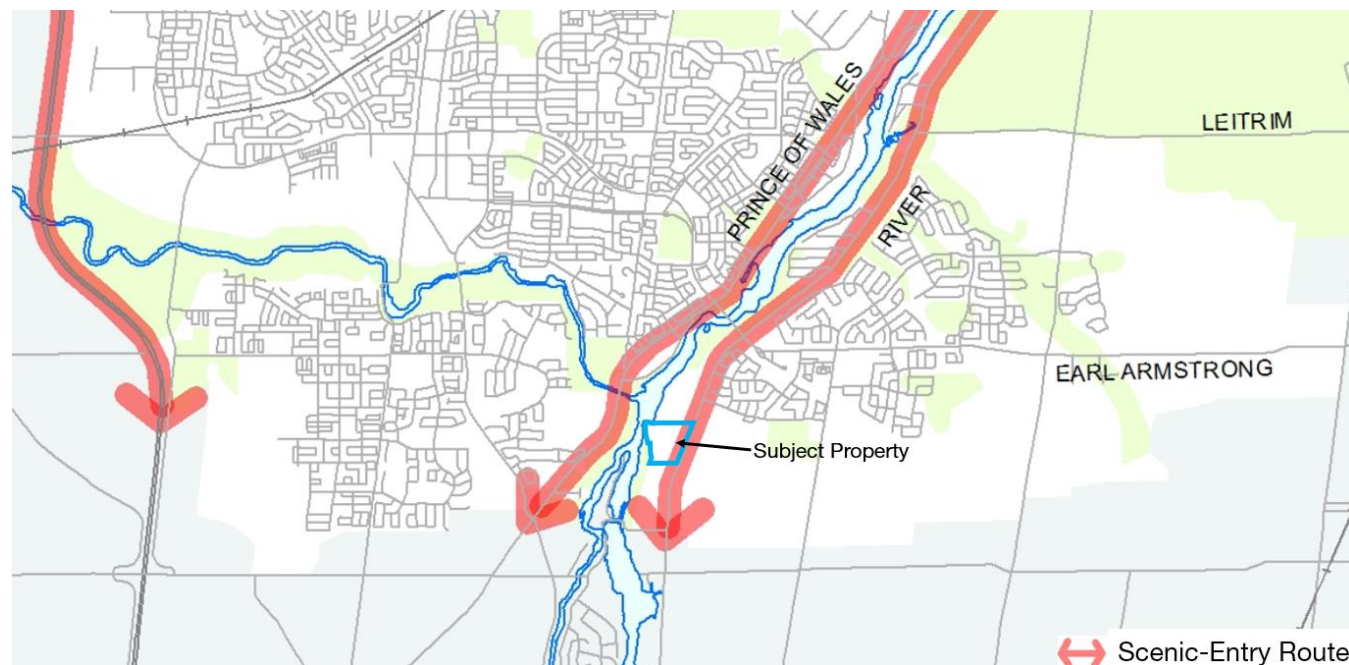 LEITRIM
PRINCE OF WALES
RIVER
EARL ARMSTRONG
Subject Property
Scenic-Entry Route